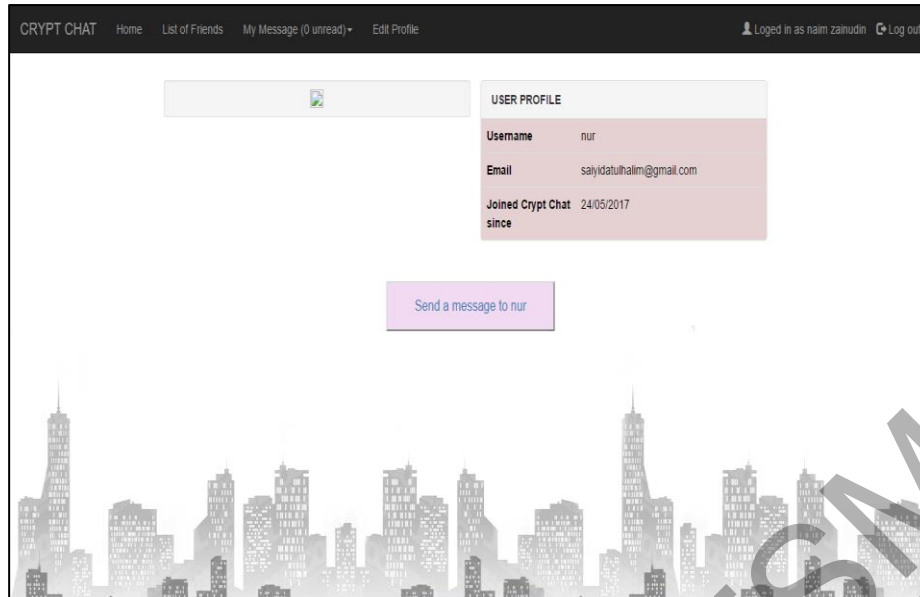 CRYPT CHAT Home List of Friends My Message (0 unread) Edit Profile Loged in as naim zainudin Log out
USER PROFILE
Username nur
Email saiyidatulhalim@gmail.com
Joined Crypt Chat since 24/05/2017
Send a message to nur